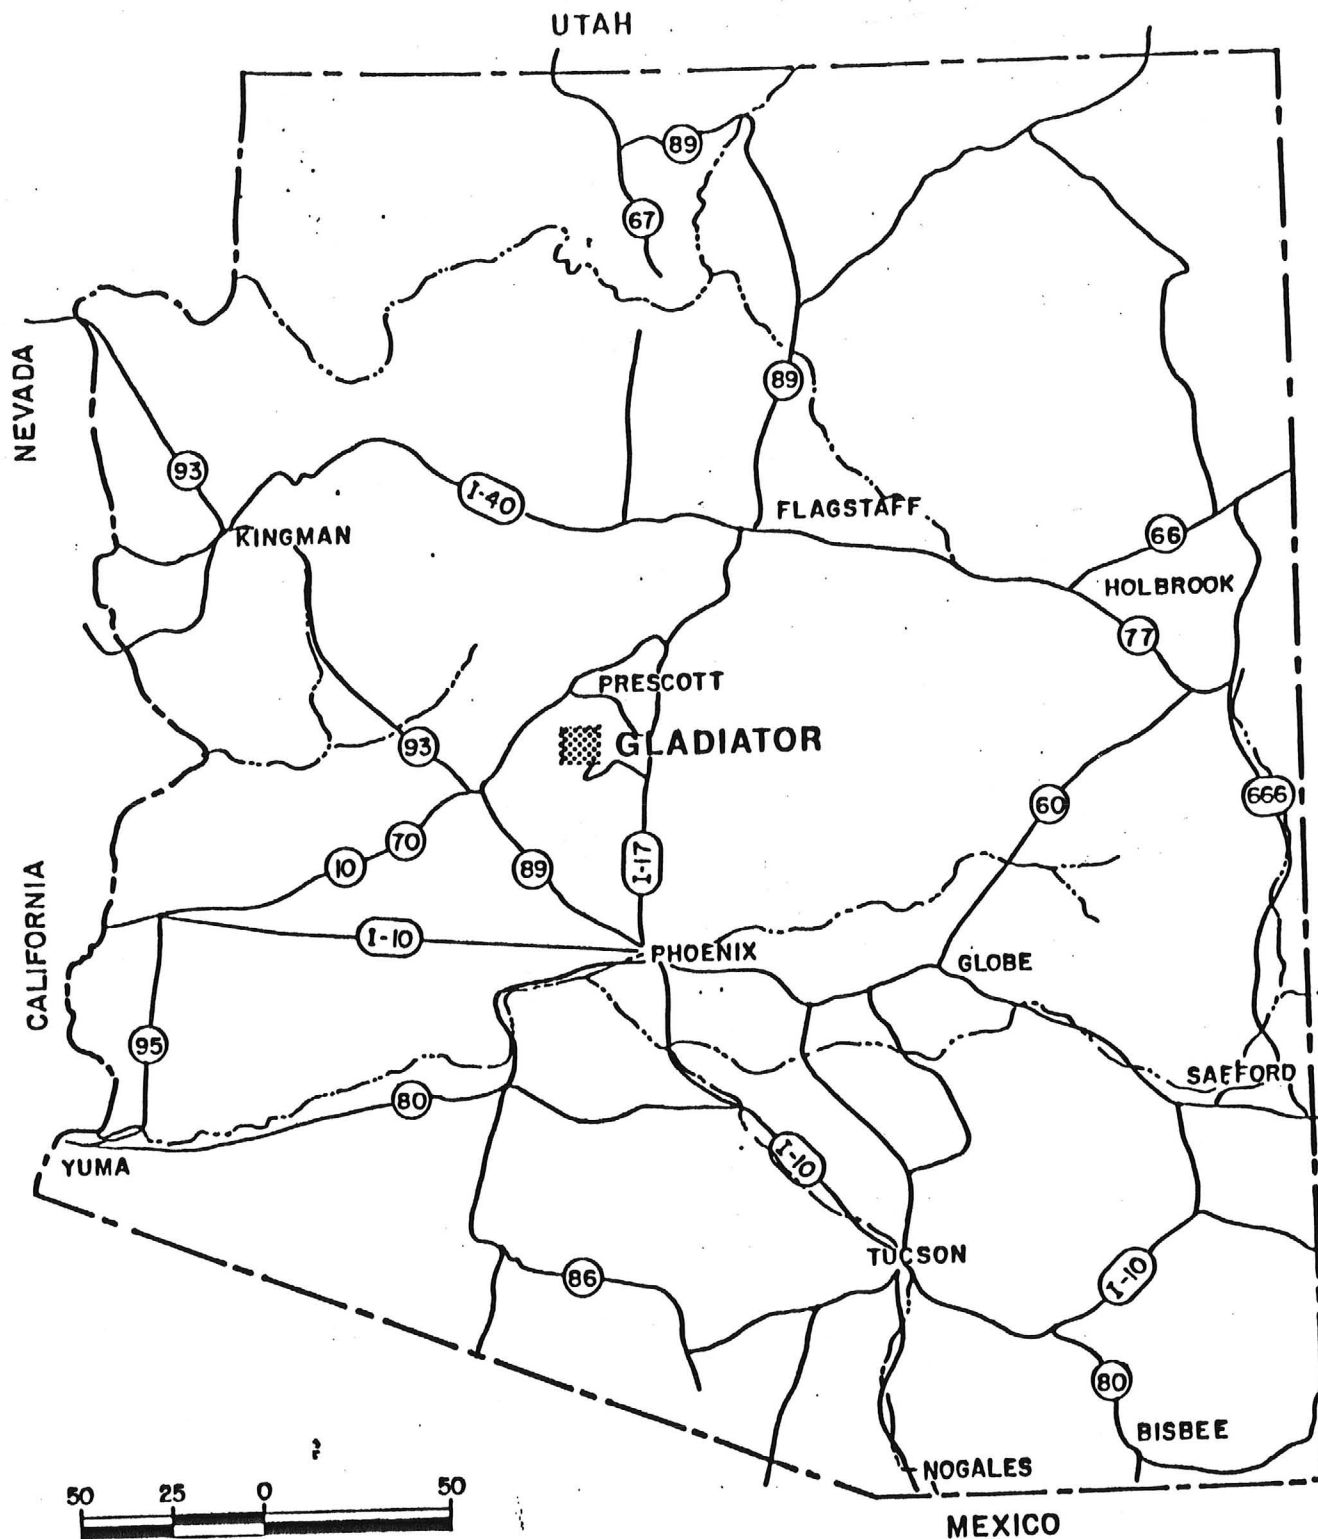 UTAH
89
67
NEVADA
89
93
I-40
FLAGSTAFF
KINGMAN
66
HOLBROOK
77
PRESCOTT
93
GLADIATOR
666
60
70
10
89
I-17
CALIFORNIA
I-10
PHOENIX
GLOBE
95
SAFFORD
80
YUMA
I-10
TUCSON
86
I-10
80
BISBEE
NOGALES
50 25 0 50
MEXICO